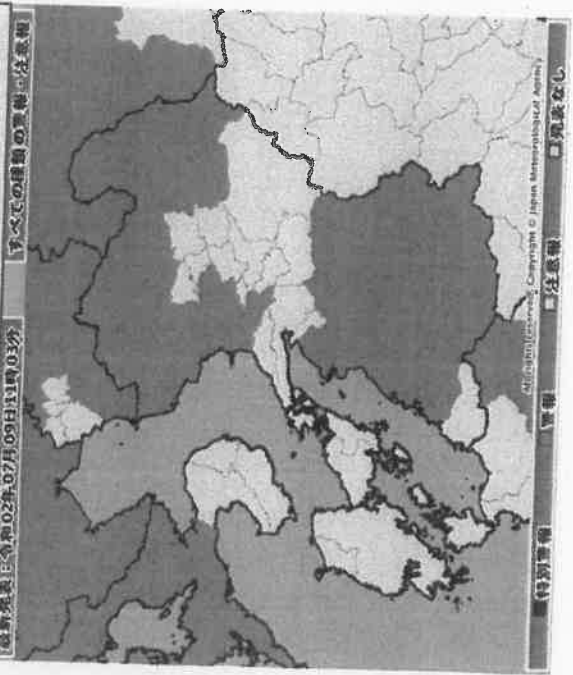 最新発表:令和02年07月09日11時03分
すべての種類の警報・注意報
All rights reserved. Copyright © Japan Meteorological Agency
■特別警報
■警報
■注意報
□発表なし